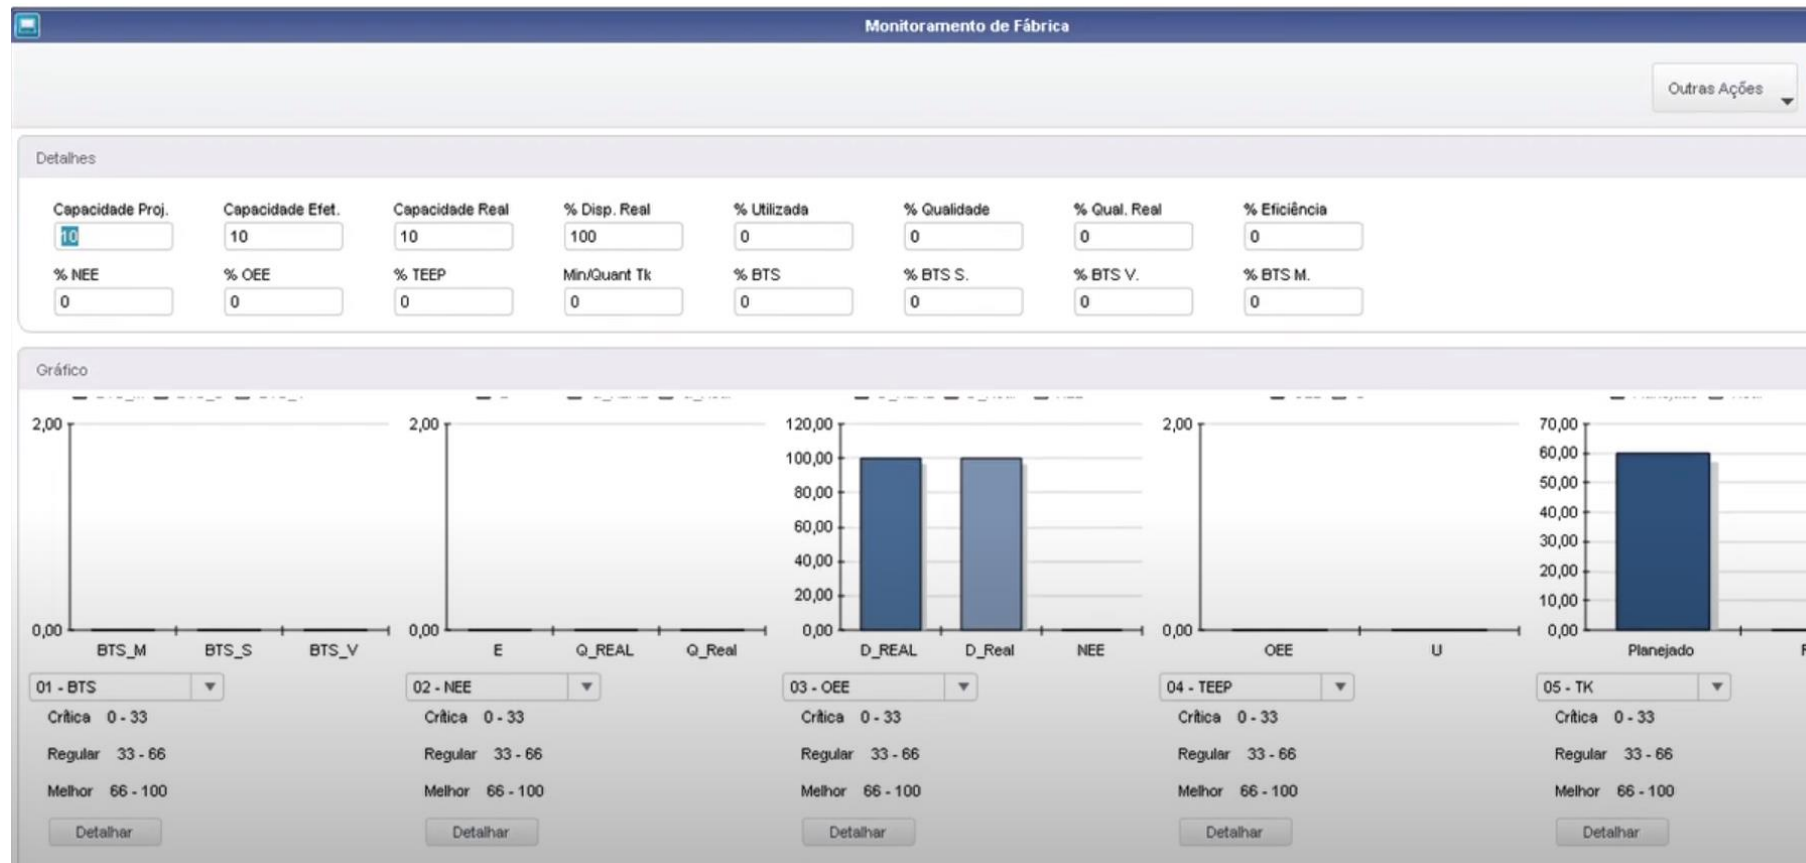 Monitoramento de Fábrica
Outras Ações
Detalhes
Capacidade Proj. Capacidade Efet. Capacidade Real % Disp. Real % Utilizada % Qualidade % Qual. Real % Eficiência
10 10 10 100 0 0 0 0
% NEE % OEE % TEEP Min/Quant Tk % BTS % BTS S. % BTS V. % BTS M.
0 0 0 0 0 0 0 0
Gráfico
2,00
0,00
BTS_M BTS_S BTS_V
01 - BTS
Crítica 0 - 33
Regular 33 - 66
Melhor 66 - 100
Detalhar
2,00
0,00
E Q_REAL Q_Real
02 - NEE
Crítica 0 - 33
Regular 33 - 66
Melhor 66 - 100
Detalhar
120,00
100,00
80,00
60,00
40,00
20,00
0,00
D_REAL D_Real NEE
03 - OEE
Crítica 0 - 33
Regular 33 - 66
Melhor 66 - 100
Detalhar
2,00
0,00
OEE U
04 - TEEP
Crítica 0 - 33
Regular 33 - 66
Melhor 66 - 100
Detalhar
70,00
60,00
50,00
40,00
30,00
20,00
10,00
0,00
Planejado
05 - TK
Crítica 0 - 33
Regular 33 - 66
Melhor 66 - 100
Detalhar